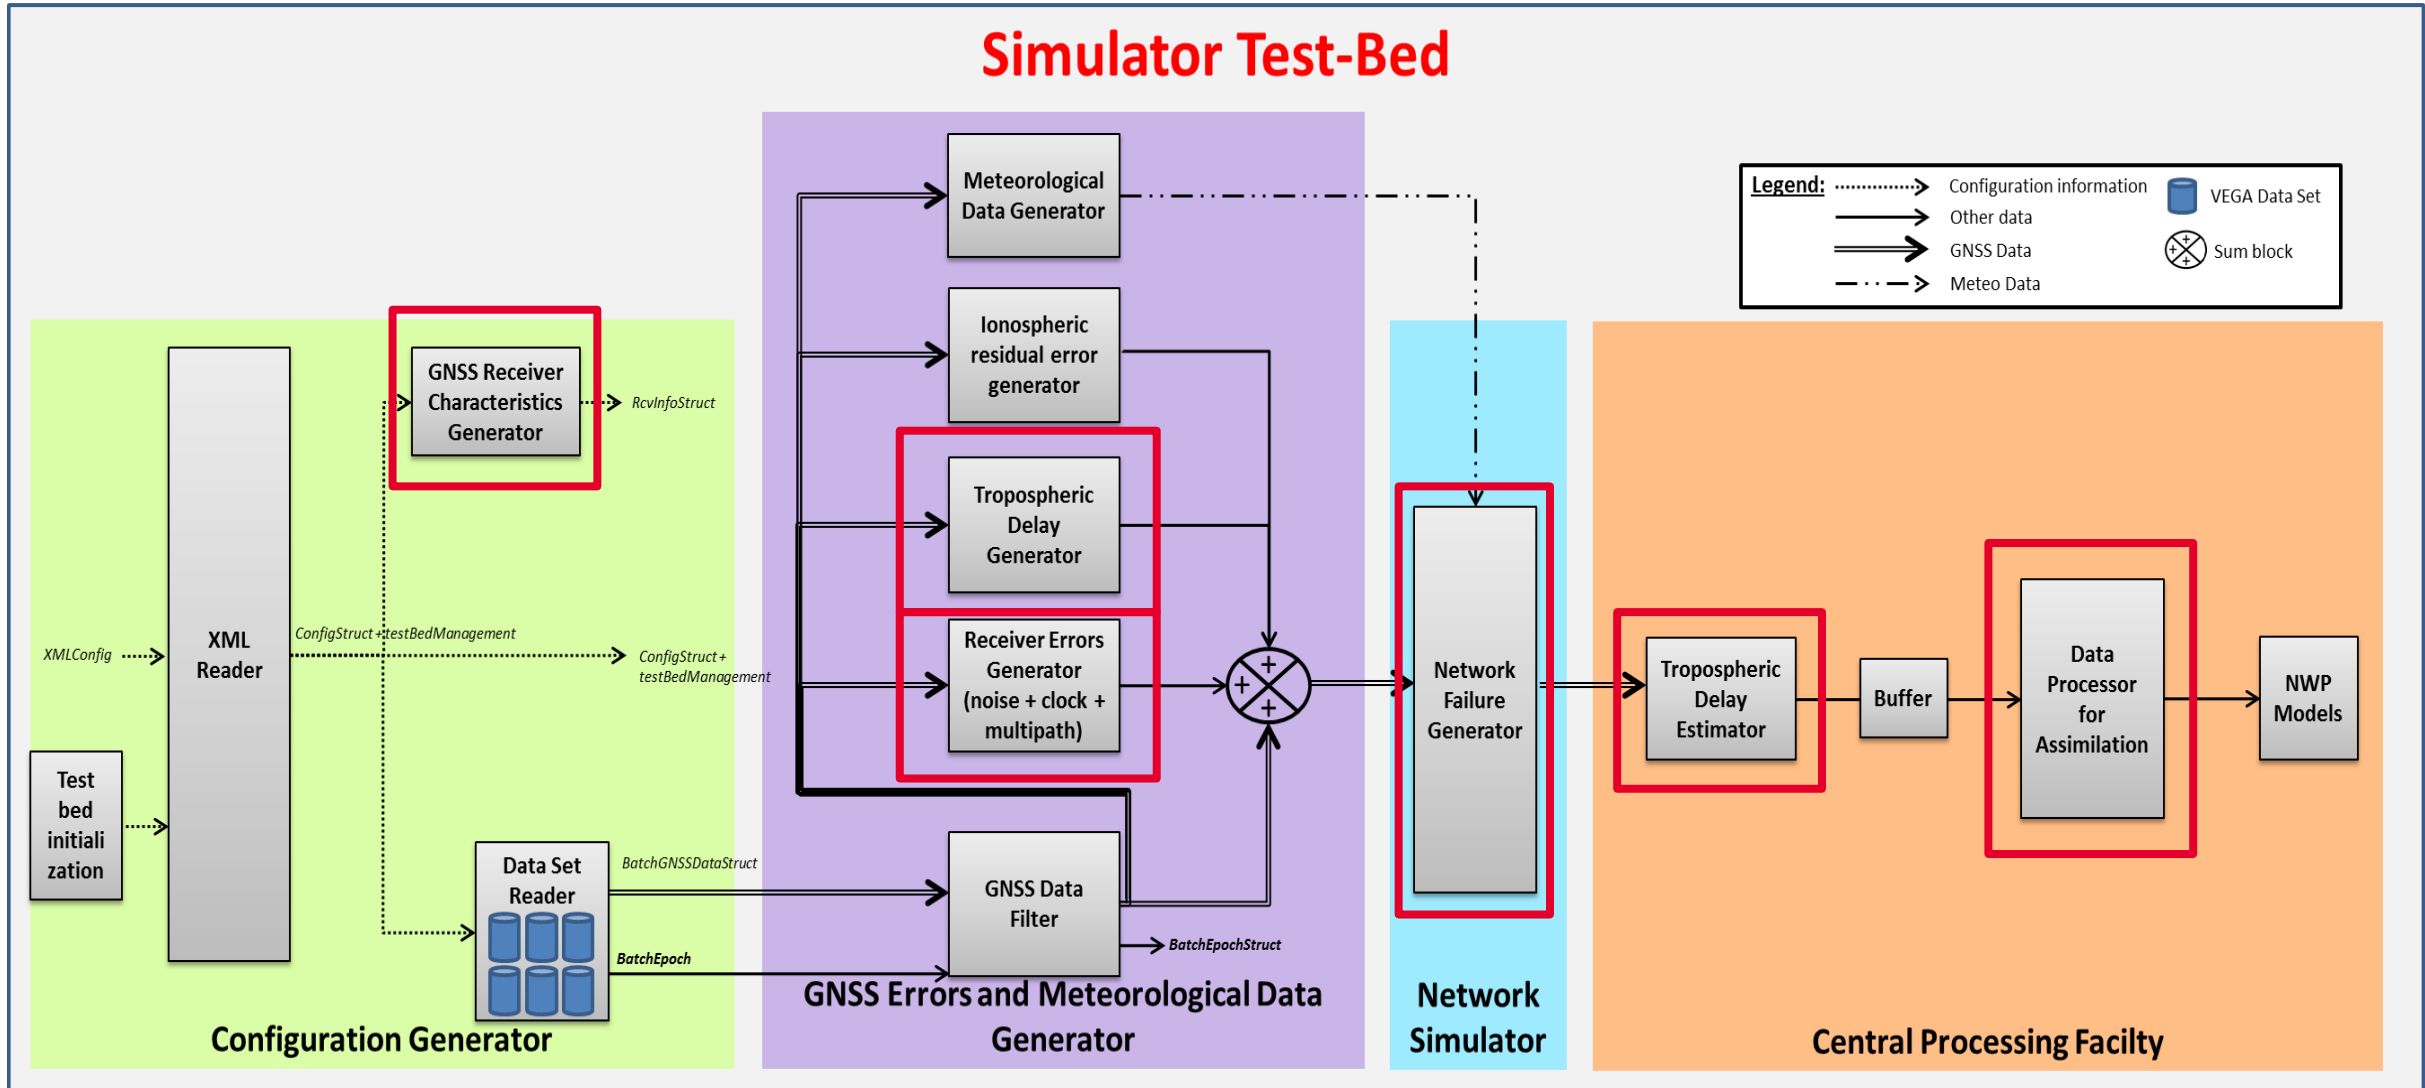 Simulator Test-Bed
Legend:
Configuration information
Other data
GNSS Data
Meteo Data
VEGA Data Set
Sum block
XMLConfig
Test
bed
initiali
zation
XML
Reader
GNSS Receiver
Characteristics
Generator
RcvInfoStruct
ConfigStruct + testBedManagement
ConfigStruct +
testBedManagement
Data Set
Reader
BatchGNSSDataStruct
BatchEpoch
Configuration Generator
Meteorological
Data Generator
Ionospheric
residual error
generator
Tropospheric
Delay
Generator
Receiver Errors
Generator
(noise + clock +
multipath)
+
+
+
GNSS Data
Filter
BatchEpochStruct
GNSS Errors and Meteorological Data
Generator
Network
Failure
Generator
Network
Simulator
Tropospheric
Delay
Estimator
Buffer
Data
Processor
for
Assimilation
NWP
Models
Central Processing Facilty